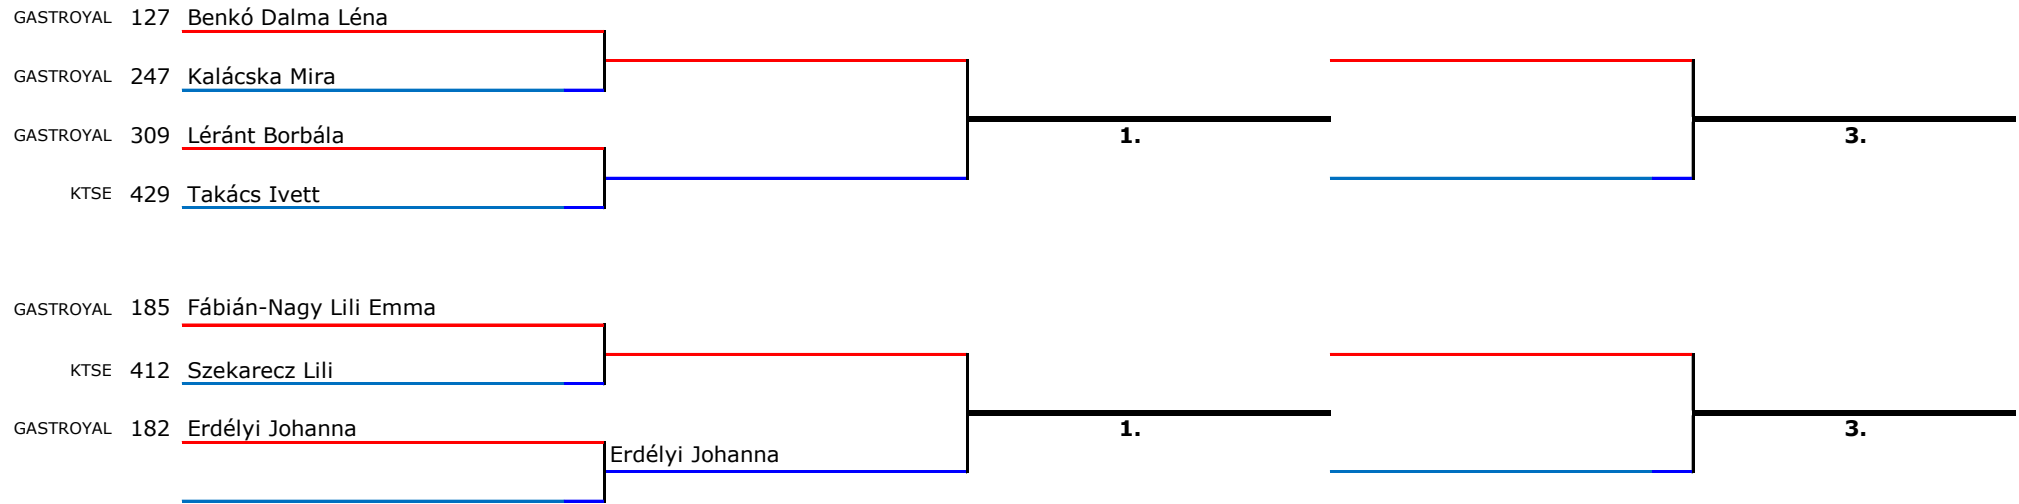 GASTROYAL 127 Benkó Dalma Léna
GASTROYAL 247 Kalácska Mira
GASTROYAL 309 Léránt Borbála 1. 3.
KTSE 429 Takács Ivett
GASTROYAL 185 Fábián-Nagy Lili Emma
KTSE 412 Szekarecz Lili
GASTROYAL 182 Erdélyi Johanna 1. 3.
Erdélyi Johanna